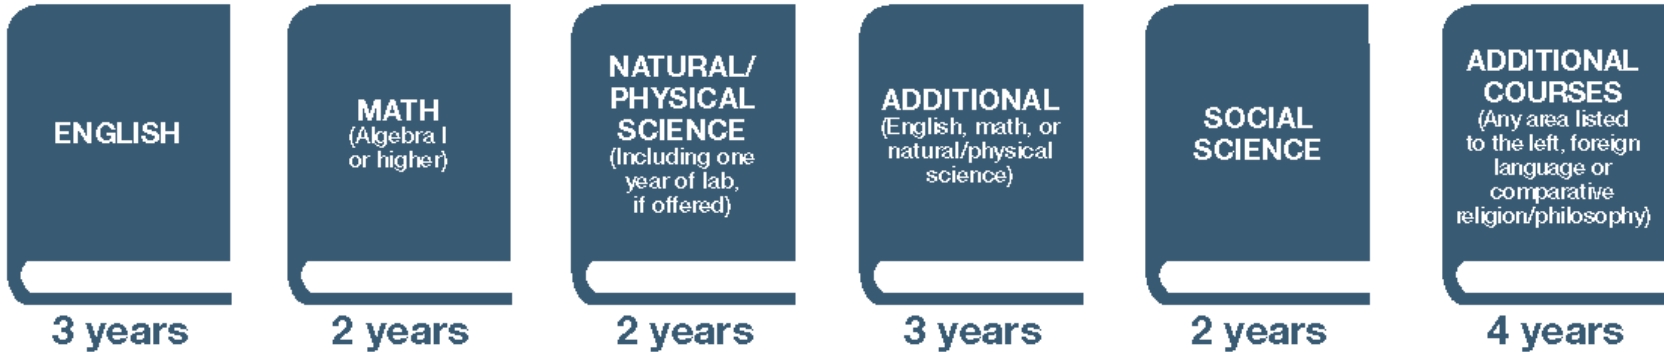 ENGLISH
3 years
MATH
(Algebra I
or higher)
2 years
NATURAL/
PHYSICAL
SCIENCE
(Including one
year of lab,
if offered)
2 years
ADDITIONAL
(English, math, or
natural/physical
science)
3 years
SOCIAL
SCIENCE
2 years
ADDITIONAL
COURSES
(Any area listed
to the left, foreign
language or
comparative
religion/philosophy)
4 years